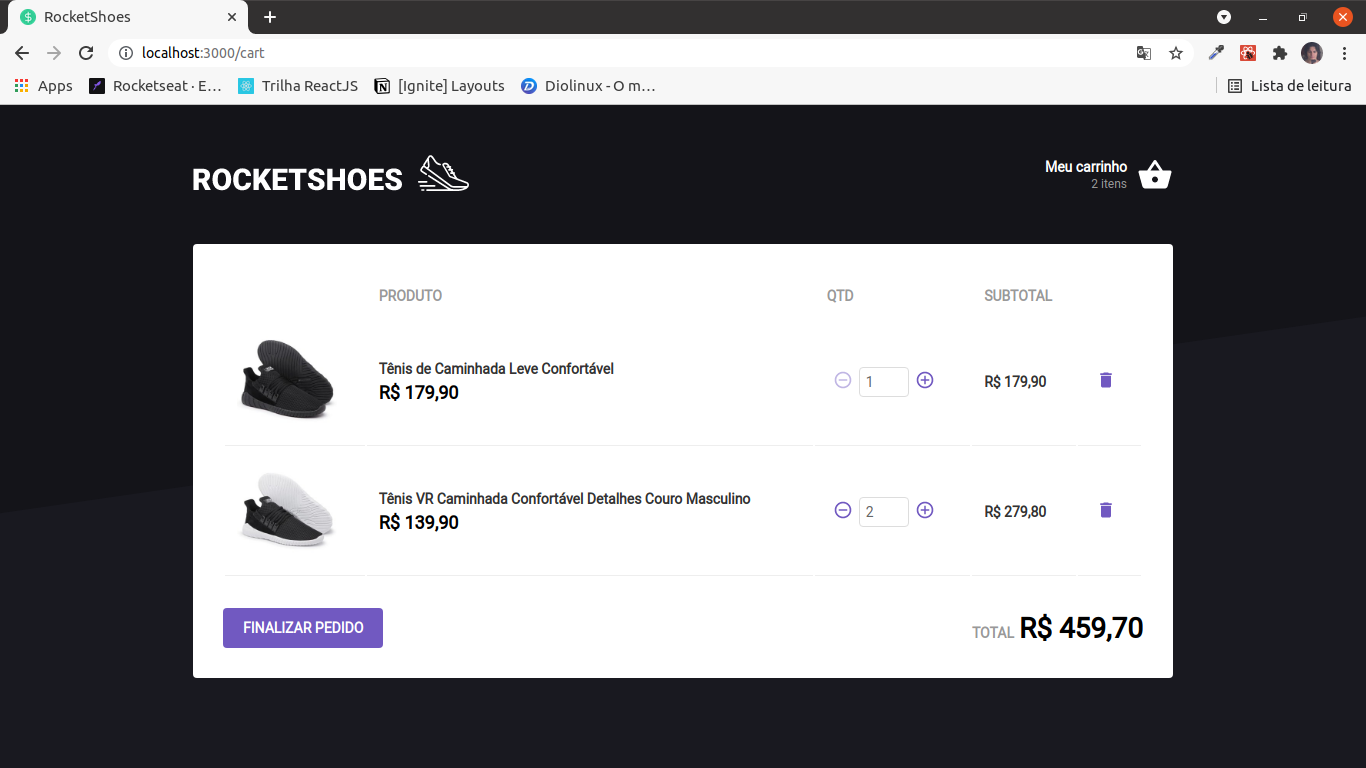 RocketShoes
localhost:3000/cart
Apps Rocketseat · E… Trilha ReactJS [Ignite] Layouts Diolinux - O m… Lista de leitura
ROCKETSHOES
Meu carrinho
2 itens
PRODUTO QTD SUBTOTAL
Tênis de Caminhada Leve Confortável
R$ 179,90 1 R$ 179,90
Tênis VR Caminhada Confortável Detalhes Couro Masculino
R$ 139,90 2 R$ 279,80
FINALIZAR PEDIDO TOTAL R$ 459,70